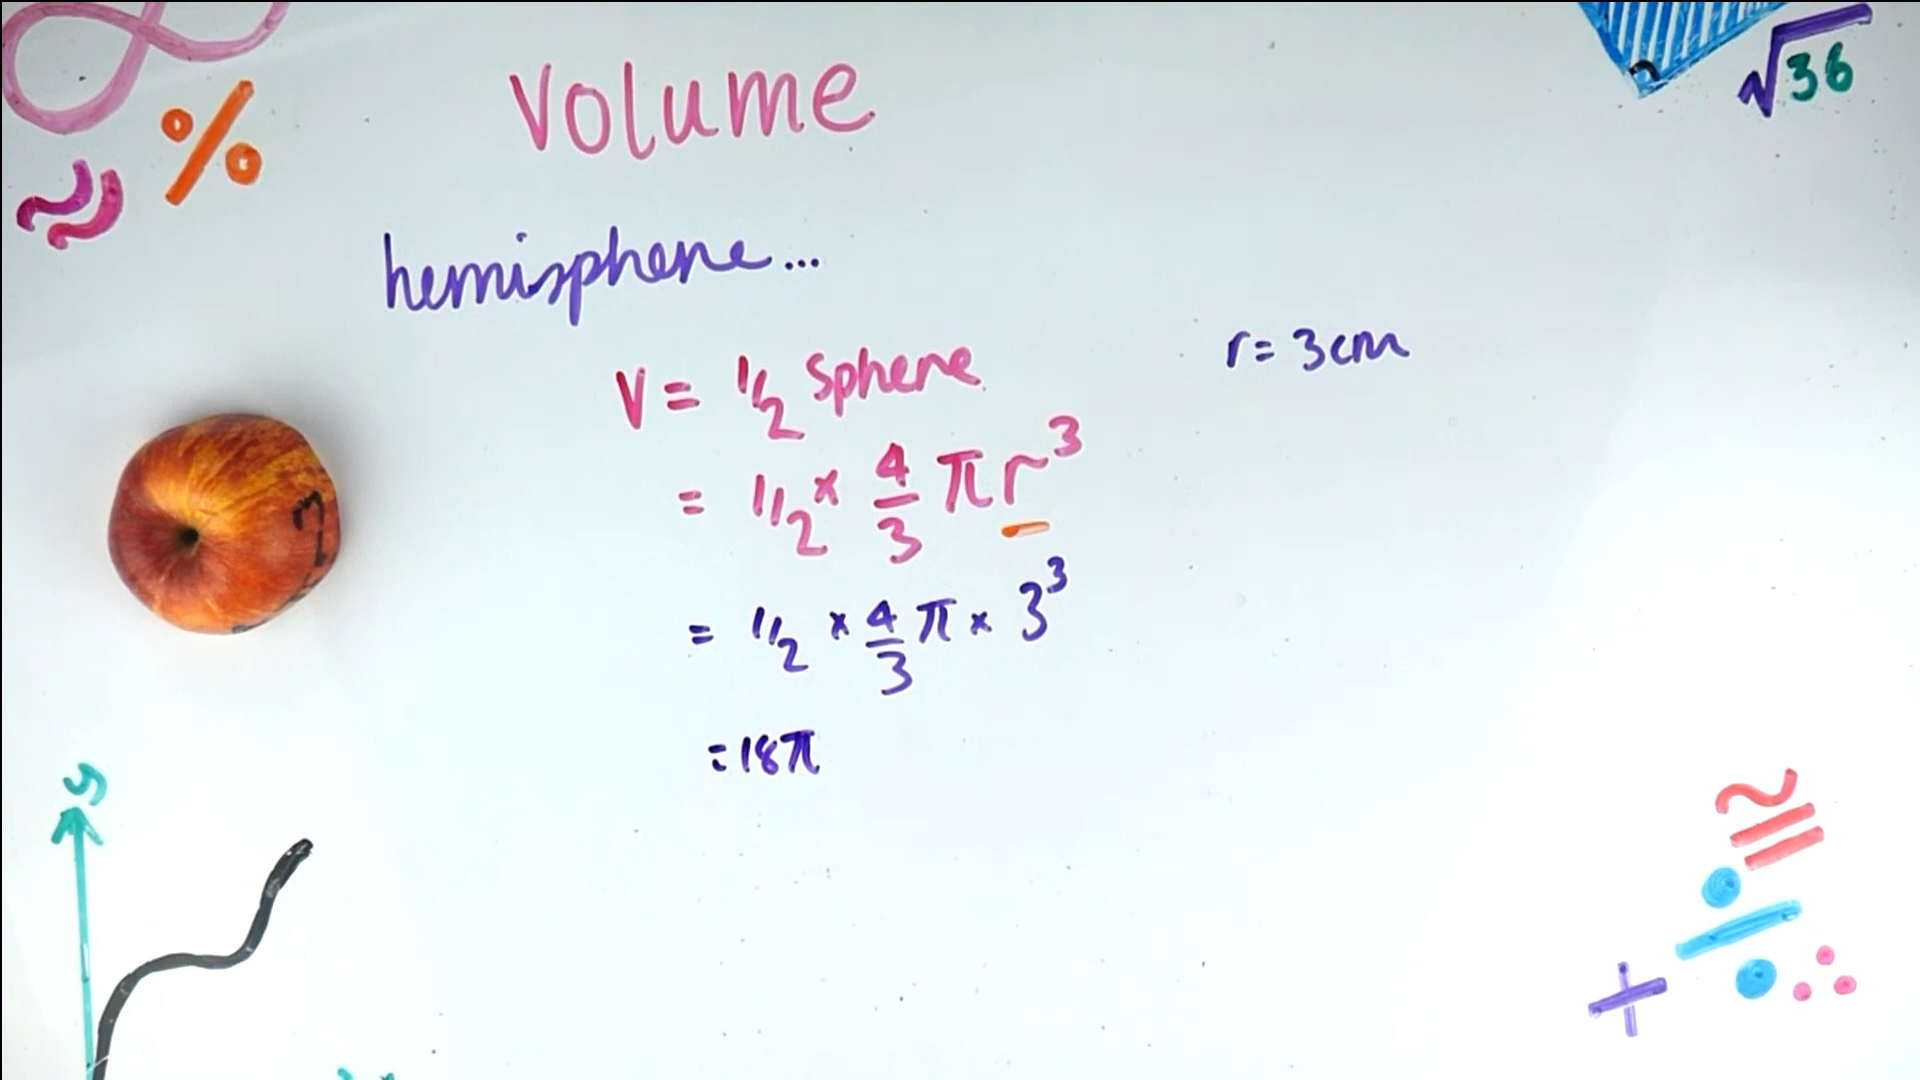 Volume
√36
%
hemisphere...
V = 1/2 Sphere
r = 3cm
= 1/2 × 4/3 πr³
= 1/2 × 4/3 π × 3³
= 18π
y
≅
÷
+